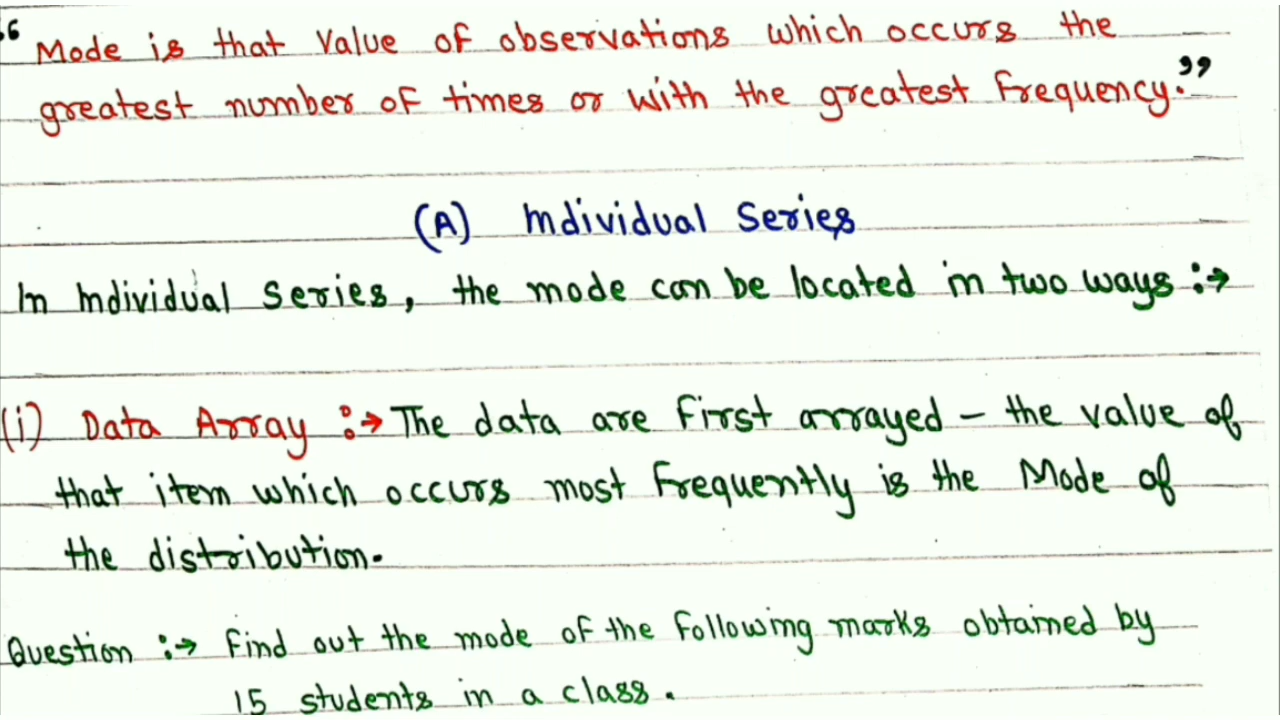 “ Mode is that value of observations which occurs the
greatest number of times or with the greatest frequency.”
(A) Individual Series
In Individual Series, the mode can be located in two ways :→
(i) Data Array :→ The data are first arrayed – the value of
that item which occurs most frequently is the Mode of
the distribution.
Question :→ Find out the mode of the following marks obtained by
15 students in a class.